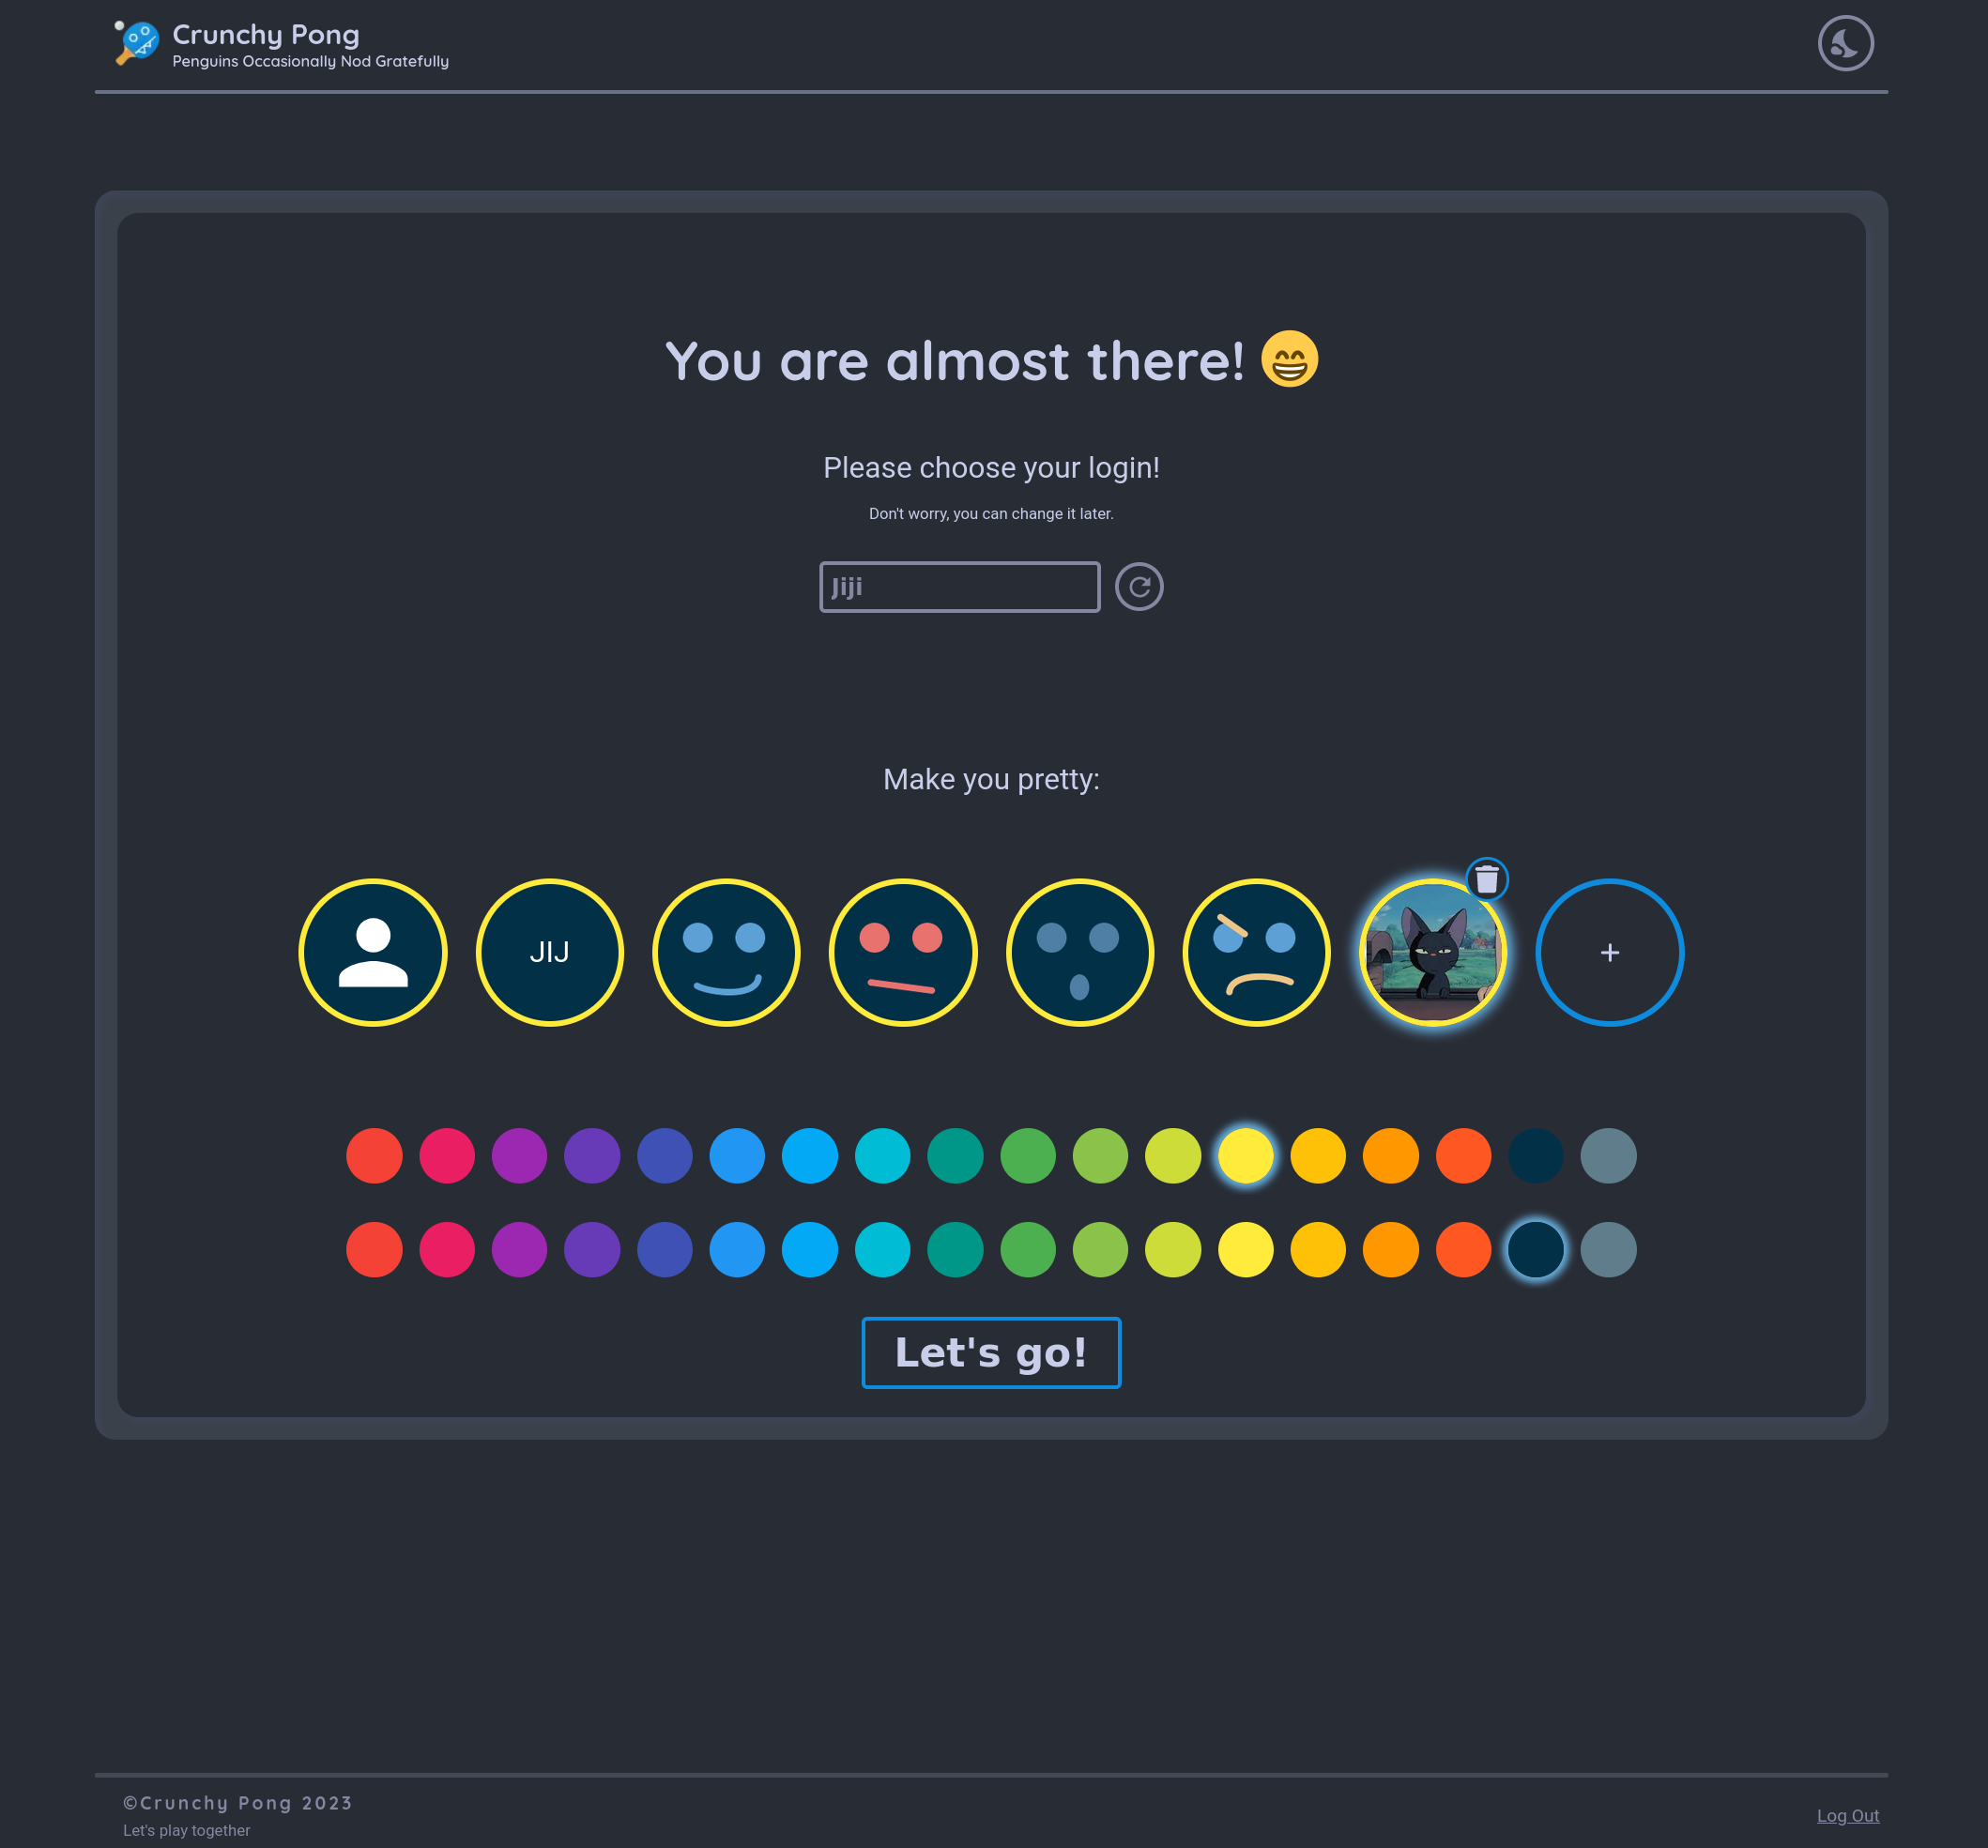 Crunchy Pong
Penguins Occasionally Nod Gratefully
You are almost there! 😁
Please choose your login!
Don't worry, you can change it later.
Jiji
Make you pretty:
JIJ
+
Let's go!
©Crunchy Pong 2023
Let's play together
Log Out